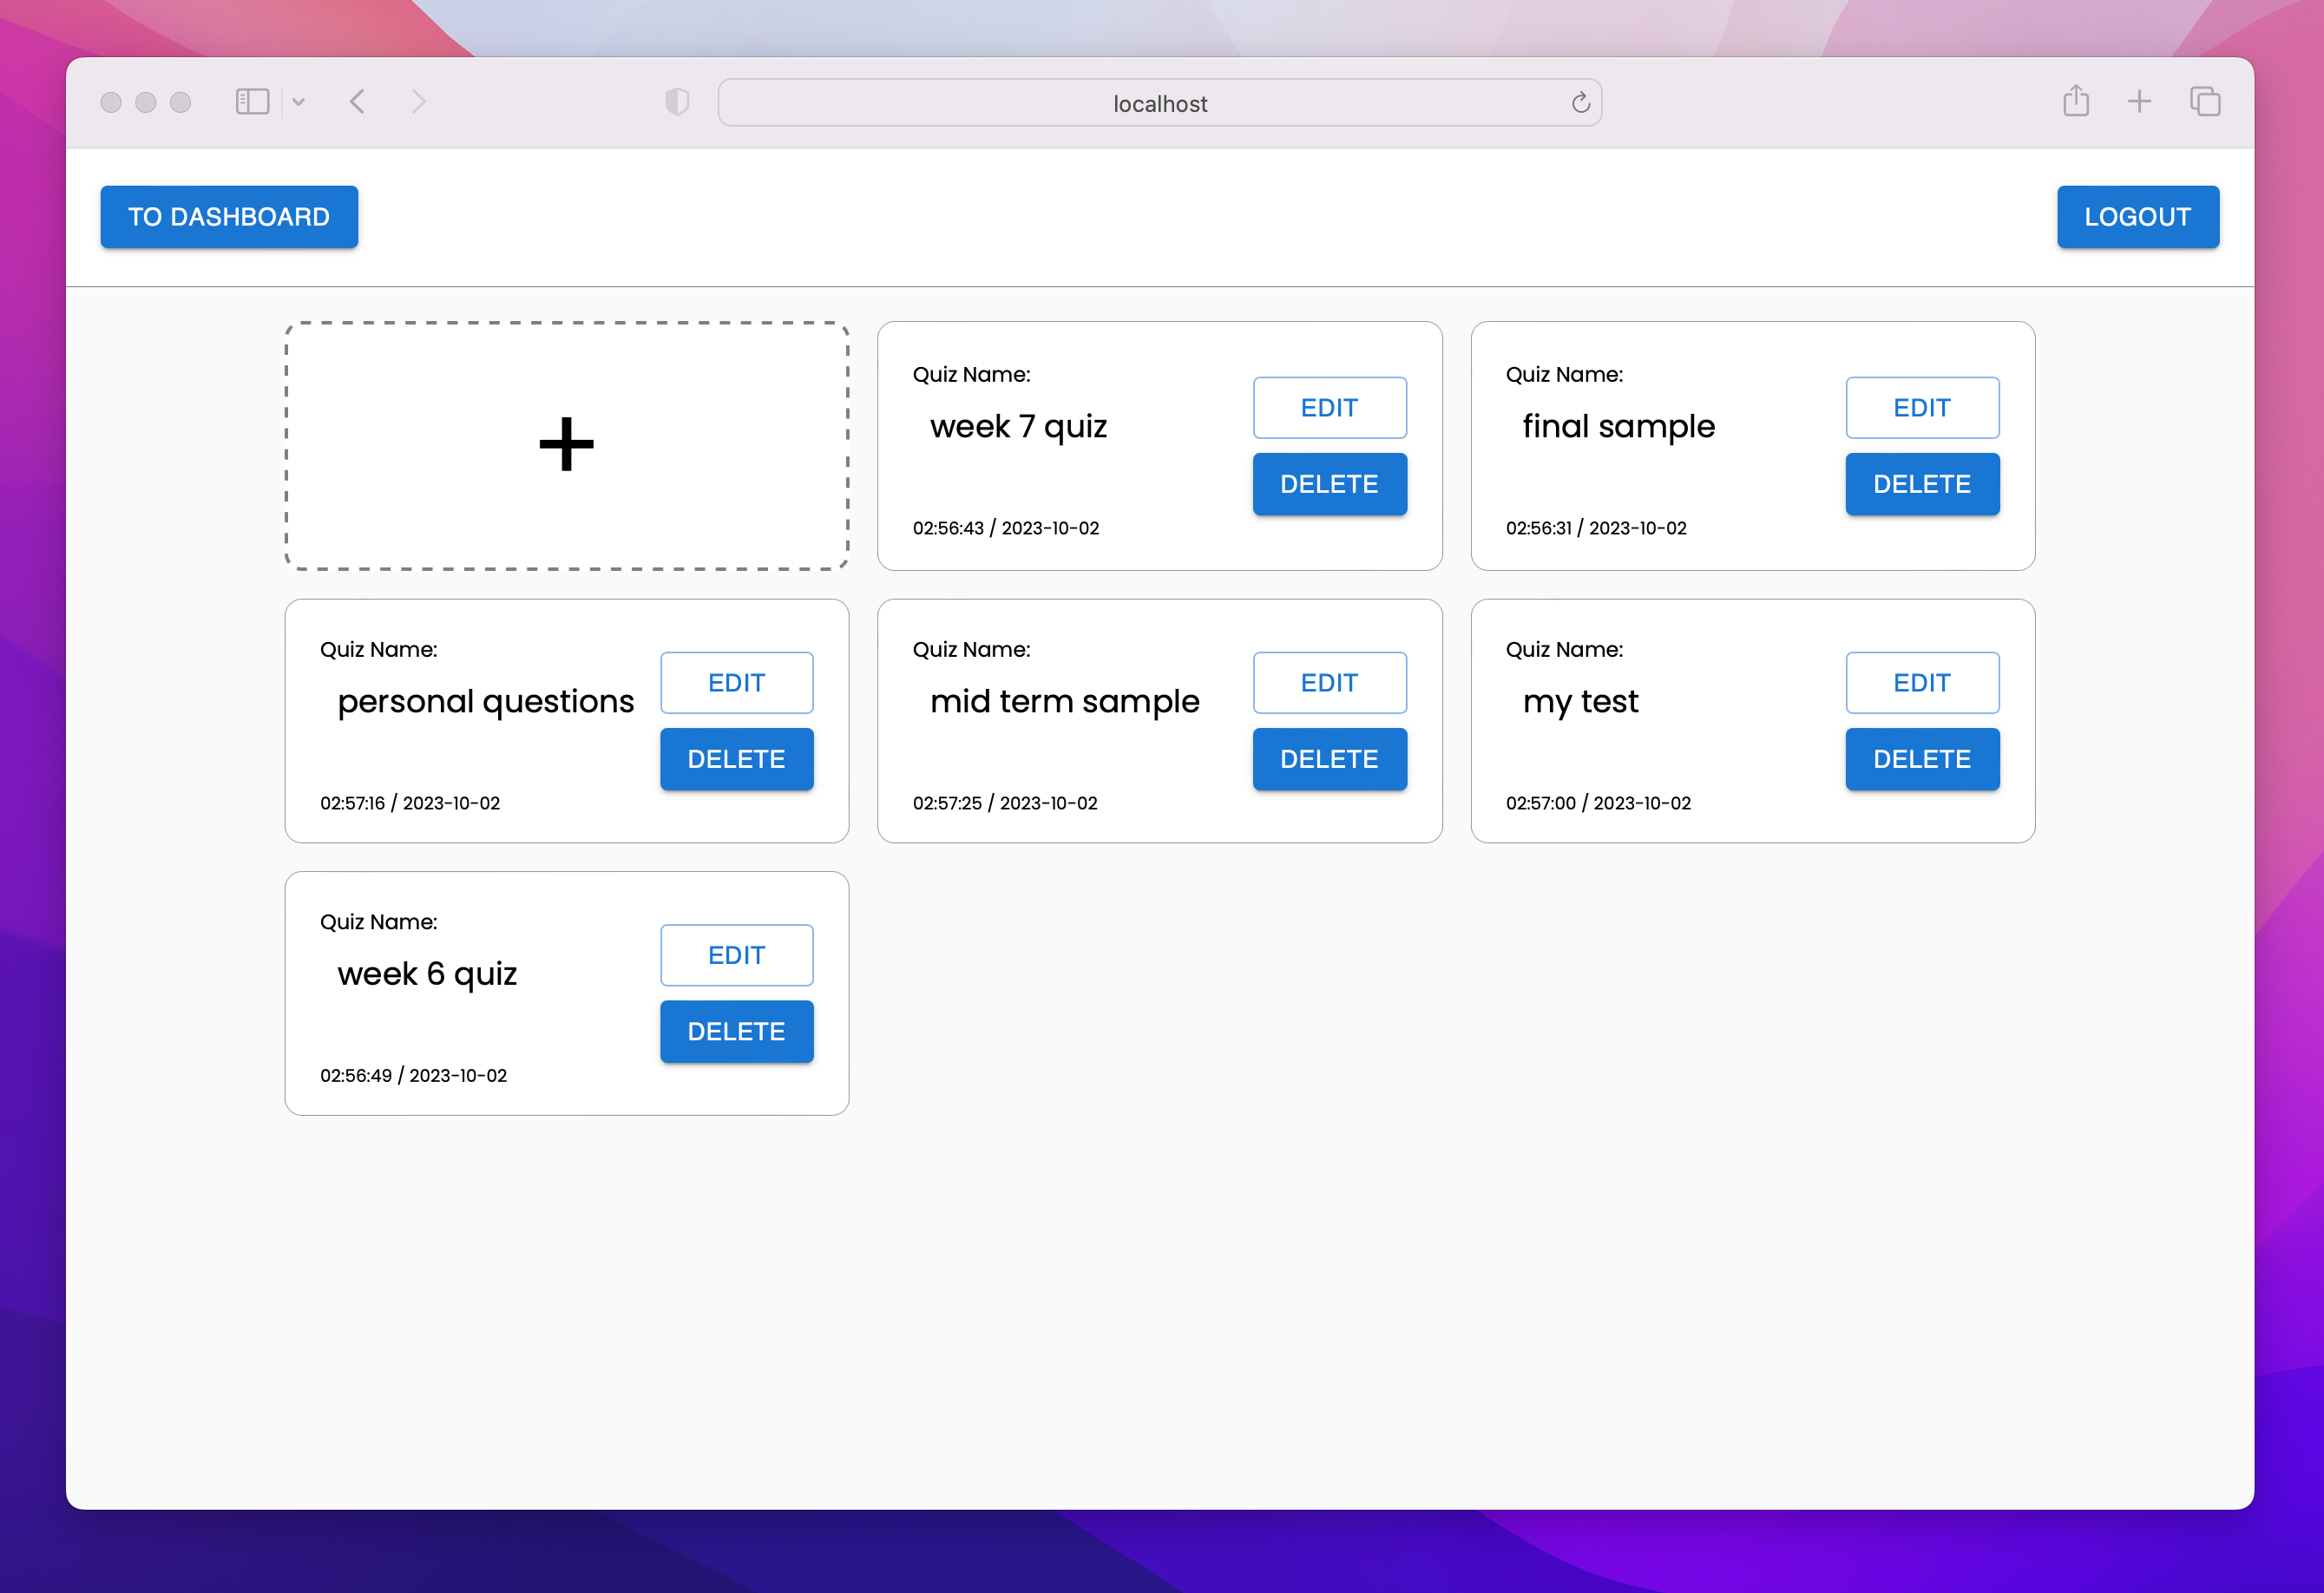 localhost
TO DASHBOARD
LOGOUT
+
Quiz Name:
week 7 quiz
EDIT
DELETE
02:56:43 / 2023-10-02
Quiz Name:
final sample
EDIT
DELETE
02:56:31 / 2023-10-02
Quiz Name:
personal questions
EDIT
DELETE
02:57:16 / 2023-10-02
Quiz Name:
mid term sample
EDIT
DELETE
02:57:25 / 2023-10-02
Quiz Name:
my test
EDIT
DELETE
02:57:00 / 2023-10-02
Quiz Name:
week 6 quiz
EDIT
DELETE
02:56:49 / 2023-10-02